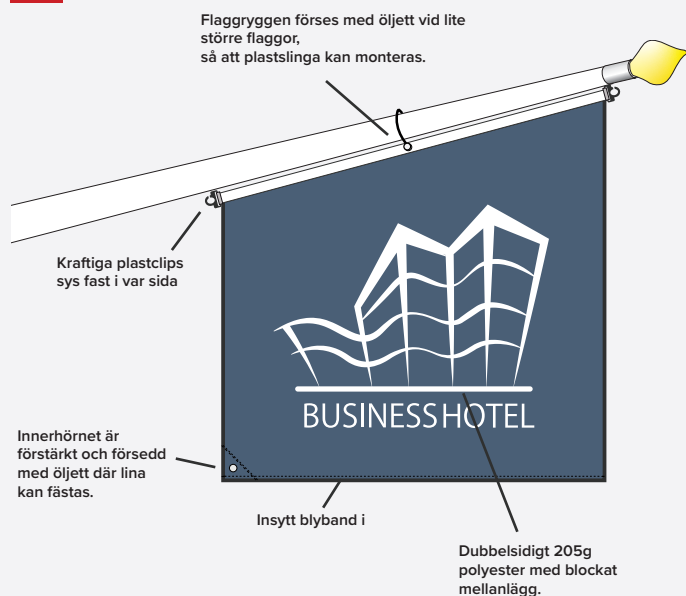 Flaggryggen förses med öljett vid lite
större flaggor,
så att plastslinga kan monteras.
Kraftiga plastclips
sys fast i var sida
BUSINESS HOTEL
Innerhörnet är
förstärkt och försedd
med öljett där lina
kan fästas.
Insytt blyband i
Dubbelsidigt 205g
polyester med blockat
mellanlägg.